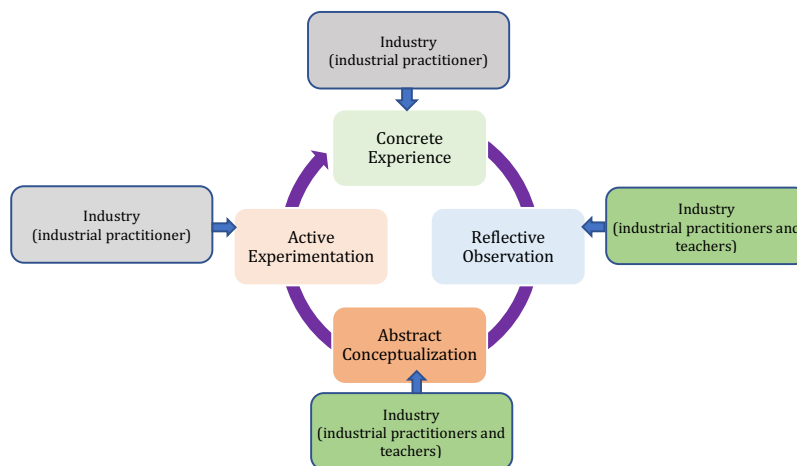 Industry
(industrial practitioner)
Concrete
Experience
Industry
(industrial practitioner)
Active
Experimentation
Reflective
Observation
Industry
(industrial practitioners and
teachers)
Abstract
Conceptualization
Industry
(industrial practitioners and
teachers)